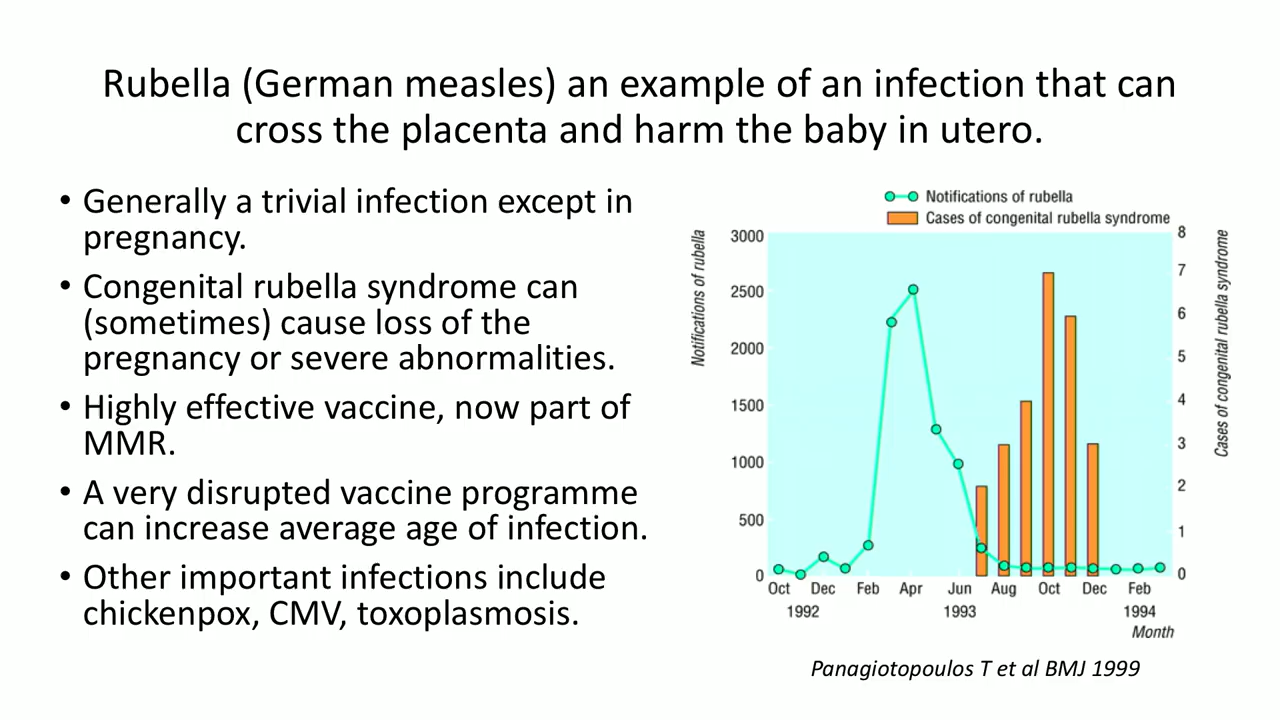 Rubella (German measles) an example of an infection that can
cross the placenta and harm the baby in utero.
• Generally a trivial infection except in
pregnancy.
• Congenital rubella syndrome can
(sometimes) cause loss of the
pregnancy or severe abnormalities.
• Highly effective vaccine, now part of
MMR.
• A very disrupted vaccine programme
can increase average age of infection.
• Other important infections include
chickenpox, CMV, toxoplasmosis.
Notifications of rubella
Cases of congenital rubella syndrome
Notifications of rubella
3000
2500
2000
1500
1000
500
0
8
7
6
5
4
3
2
1
0
Cases of congenital rubella syndrome
Oct Dec Feb Apr Jun Aug Oct Dec Feb
1992 1993 1994
Month
Panagiotopoulos T et al BMJ 1999